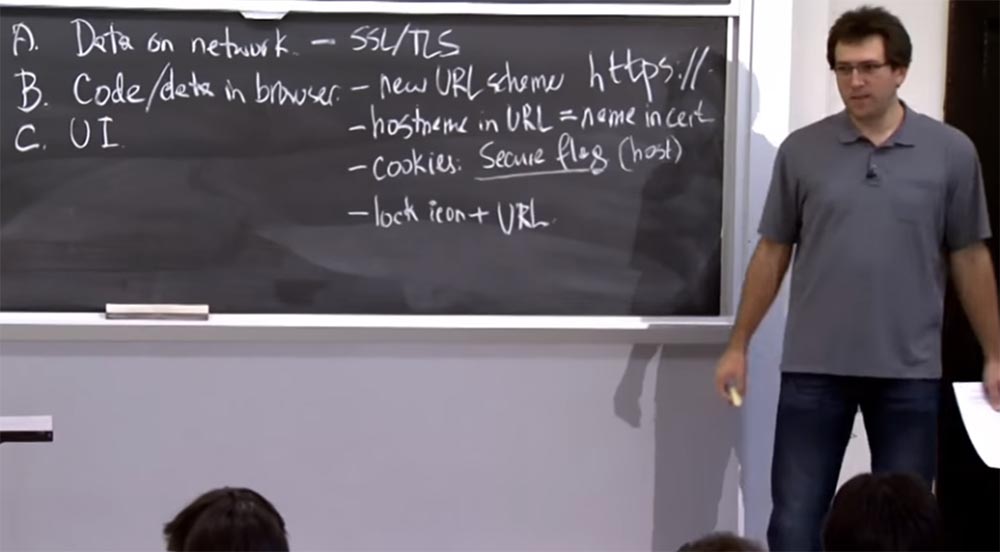 A. Data on network. - SSL/TLS
B. Code/data in browser. - new URL scheme https://
C. UI. - hostname in URL = name in cert
- cookies: Secure flag (host)
- lock icon + URL.